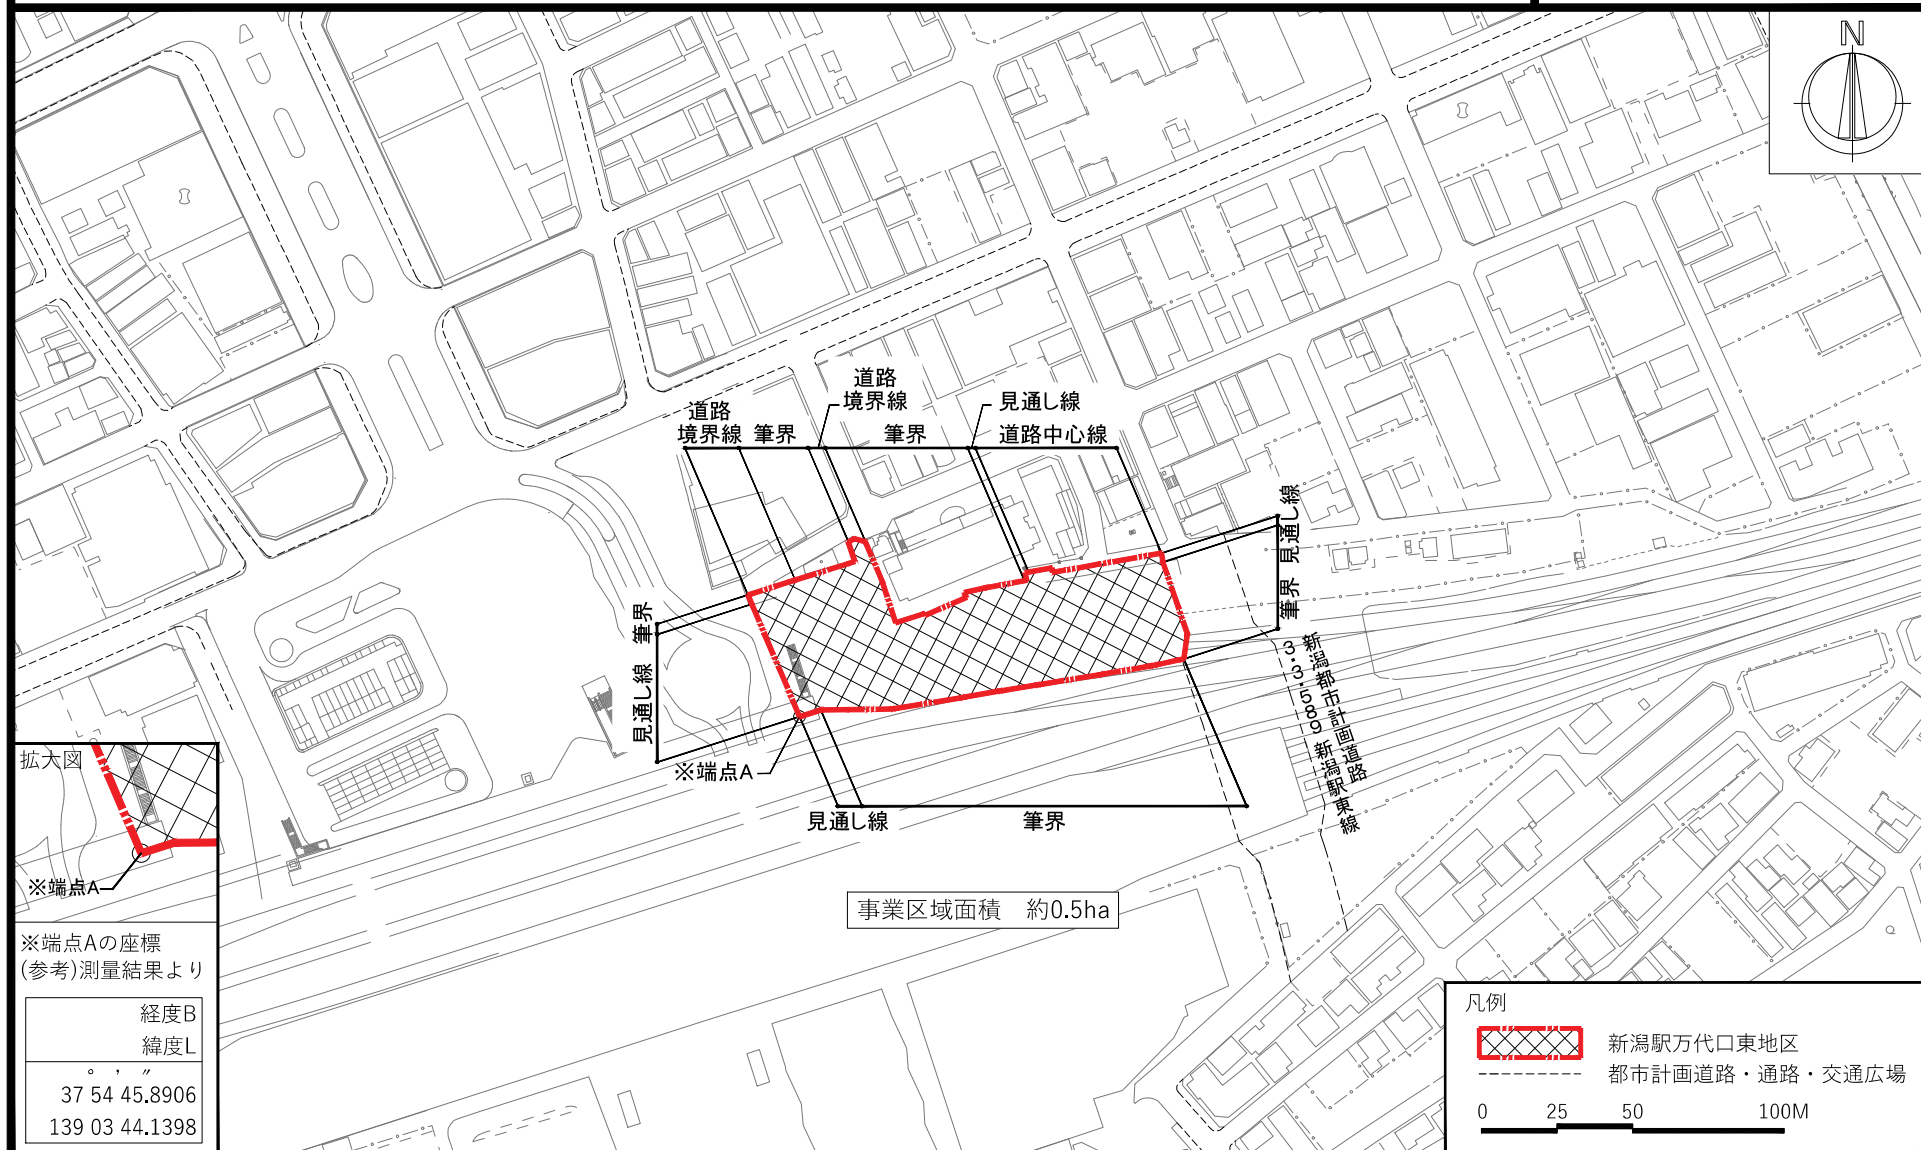 N
道路
境界線
見通し線
道路
境界線
筆界
筆界
道路中心線
見通し線
見通し線
筆界
筆界
見通し線
新潟都市計画道路
3・3・589 新潟駅東線
※端点A
見通し線
筆界
拡大図
※端点A
事業区域面積　約0.5ha
※端点Aの座標
(参考)測量結果より
経度B
緯度L
° ′ ″
37 54 45.8906
139 03 44.1398
凡例
新潟駅万代口東地区
都市計画道路・通路・交通広場
0 25 50 100M